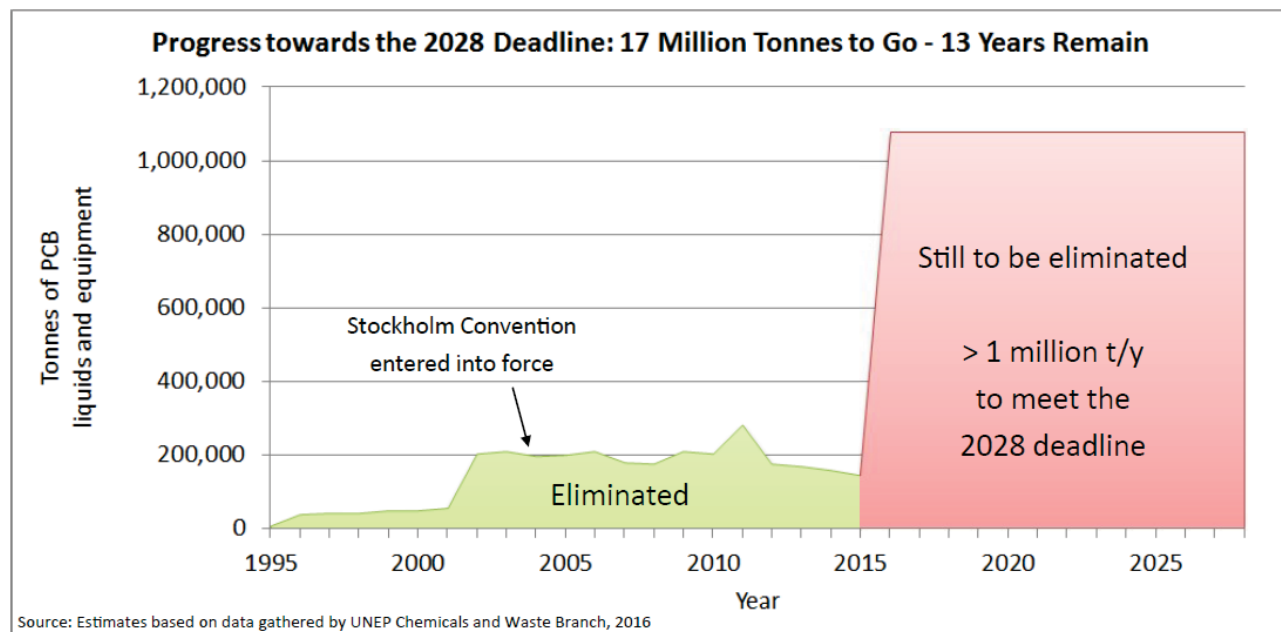 Progress towards the 2028 Deadline: 17 Million Tonnes to Go - 13 Years Remain
1,200,000
1,000,000
800,000
600,000
400,000
200,000
0
Tonnes of PCB
liquids and equipment
Stockholm Convention
entered into force
Eliminated
Still to be eliminated
> 1 million t/y
to meet the
2028 deadline
1995 2000 2005 2010 2015 2020 2025
Year
Source: Estimates based on data gathered by UNEP Chemicals and Waste Branch, 2016